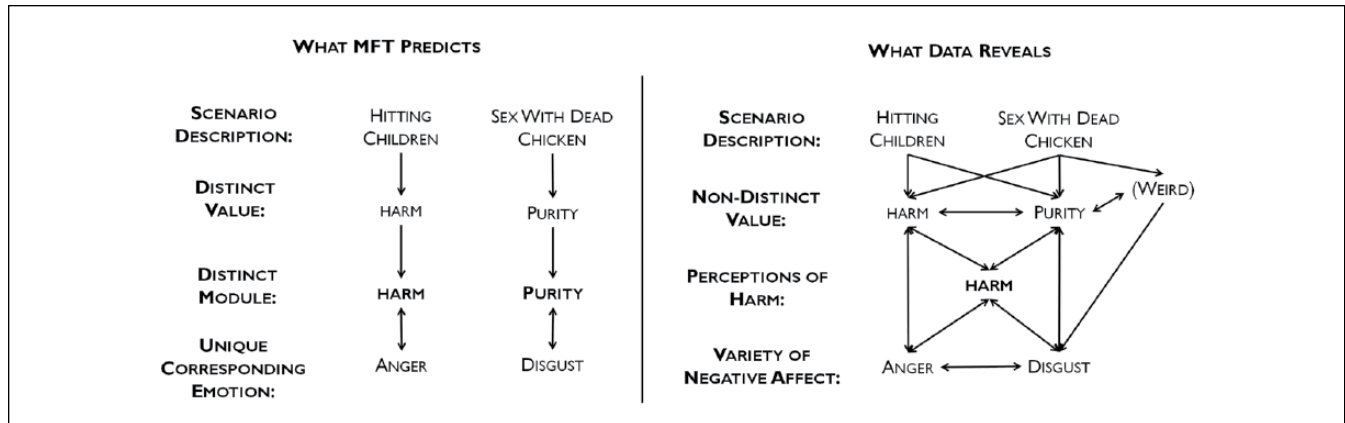 WHAT MFT PREDICTS
SCENARIO DESCRIPTION:
HITTING CHILDREN
SEX WITH DEAD CHICKEN
DISTINCT VALUE:
HARM
PURITY
DISTINCT MODULE:
HARM
PURITY
UNIQUE CORRESPONDING EMOTION:
ANGER
DISGUST
WHAT DATA REVEALS
SCENARIO DESCRIPTION:
HITTING CHILDREN
SEX WITH DEAD CHICKEN
NON-DISTINCT VALUE:
HARM
PURITY
(WEIRD)
PERCEPTIONS OF HARM:
HARM
VARIETY OF NEGATIVE AFFECT:
ANGER
DISGUST